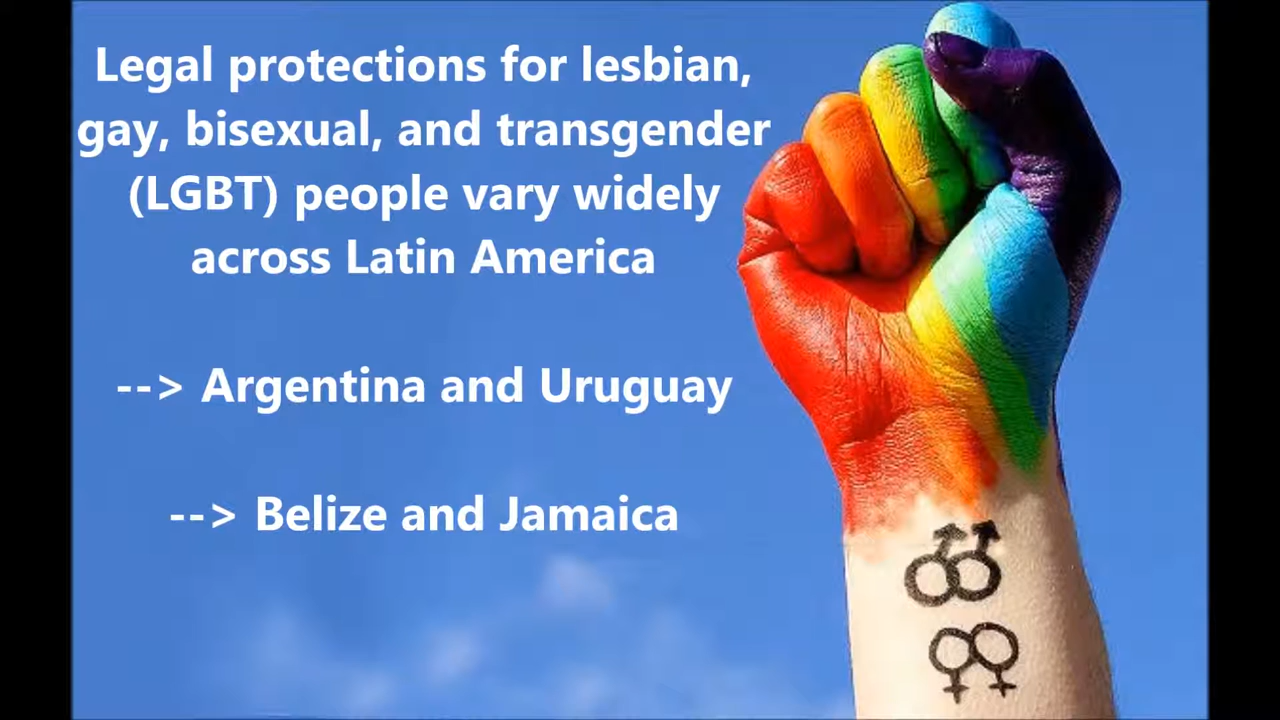 Legal protections for lesbian,
gay, bisexual, and transgender
(LGBT) people vary widely
across Latin America
--> Argentina and Uruguay
--> Belize and Jamaica